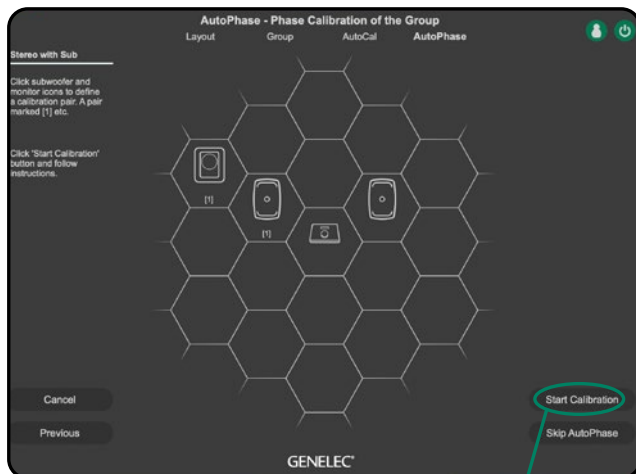 AutoPhase - Phase Calibration of the Group
Layout Group AutoCal AutoPhase
Stereo with Sub
Click subwoofer and
monitor icons to define
a calibration pair. A pair
marked [1] etc.
Click 'Start Calibration'
button and follow
instructions.
[1]
[1]
Cancel
Start Calibration
Previous
Skip AutoPhase
GENELEC®